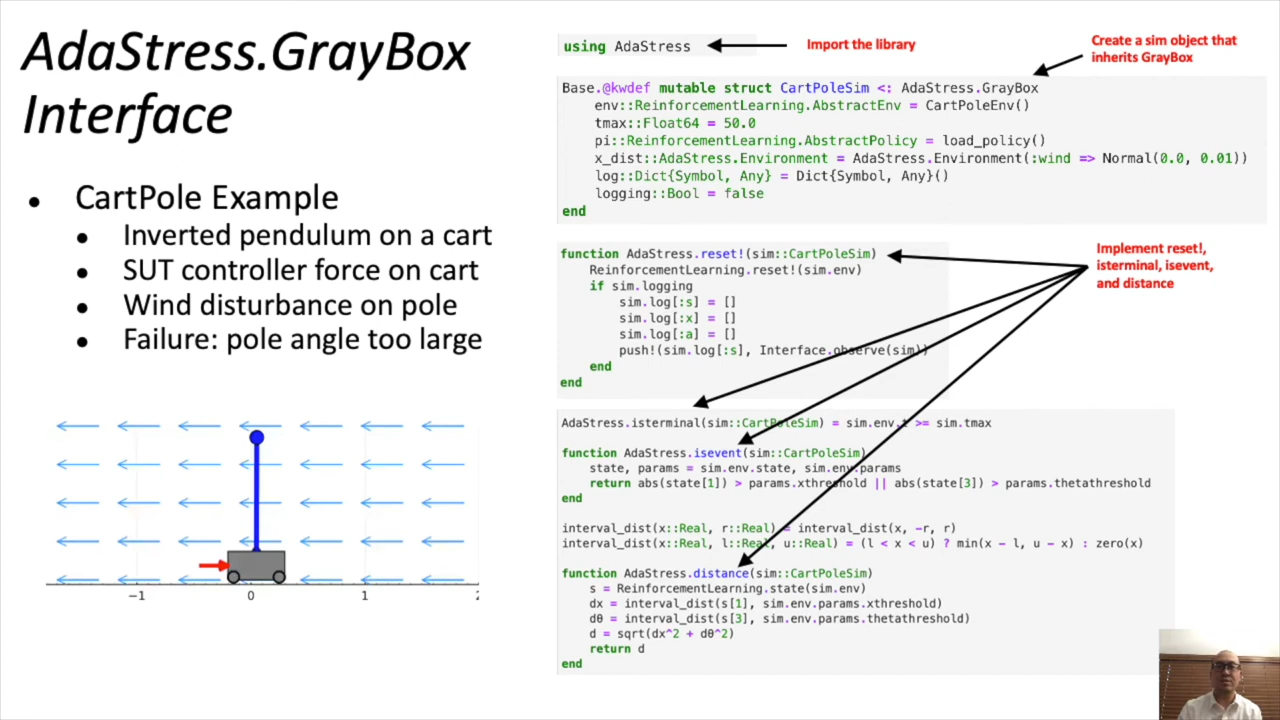 AdaStress.GrayBox
Interface
• CartPole Example
• Inverted pendulum on a cart
• SUT controller force on cart
• Wind disturbance on pole
• Failure: pole angle too large
−1 0 1 2
using AdaStress
Import the library
Create a sim object that
inherits GrayBox
Base.@kwdef mutable struct CartPoleSim <: AdaStress.GrayBox
env::ReinforcementLearning.AbstractEnv = CartPoleEnv()
tmax::Float64 = 50.0
pi::ReinforcementLearning.AbstractPolicy = load_policy()
x_dist::AdaStress.Environment = AdaStress.Environment(:wind => Normal(0.0, 0.01))
log::Dict{Symbol, Any} = Dict{Symbol, Any}()
logging::Bool = false
end
Implement reset!,
isterminal, isevent,
and distance
function AdaStress.reset!(sim::CartPoleSim)
ReinforcementLearning.reset!(sim.env)
if sim.logging
sim.log[:s] = []
sim.log[:x] = []
sim.log[:a] = []
push!(sim.log[:s], Interface.observe(sim))
end
end
AdaStress.isterminal(sim::CartPoleSim) = sim.env.t >= sim.tmax
function AdaStress.isevent(sim::CartPoleSim)
state, params = sim.env.state, sim.env.params
return abs(state[1]) > params.xthreshold || abs(state[3]) > params.thetathreshold
end
interval_dist(x::Real, r::Real) = interval_dist(x, −r, r)
interval_dist(x::Real, l::Real, u::Real) = (l < x < u) ? min(x − l, u − x) : zero(x)
function AdaStress.distance(sim::CartPoleSim)
s = ReinforcementLearning.state(sim.env)
dx = interval_dist(s[1], sim.env.params.xthreshold)
dθ = interval_dist(s[3], sim.env.params.thetathreshold)
d = sqrt(dx^2 + dθ^2)
return d
end